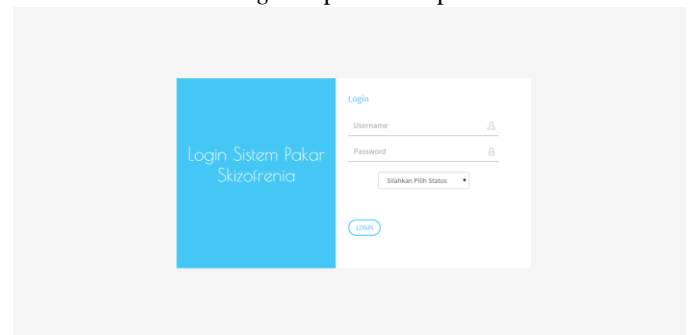 Login Sistem Pakar
Skizofrenia
Login
Username
Password
Silahkan Pilih Status
LOGIN